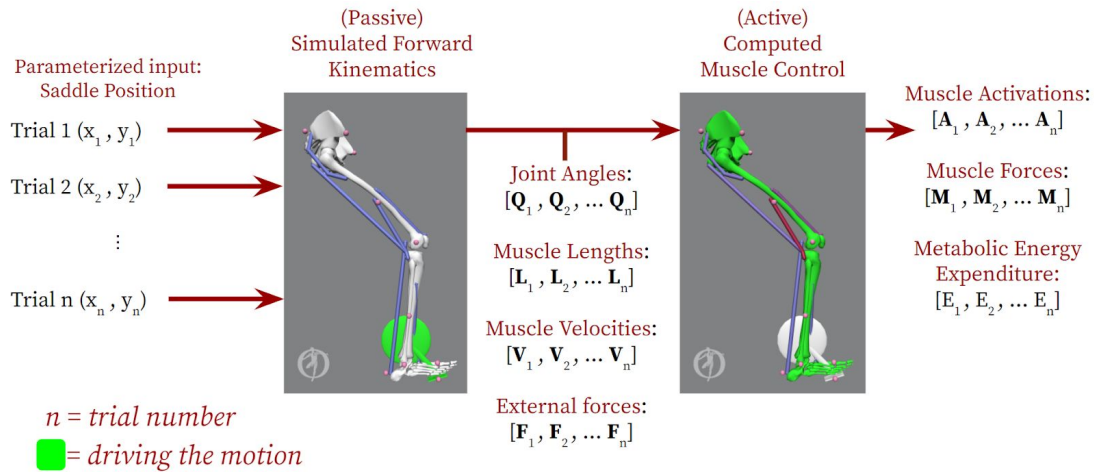 Parameterized input:
Saddle Position
Trial 1 (x₁ , y₁)
Trial 2 (x₂ , y₂)
⋮
Trial n (xₙ , yₙ)
n = trial number
= driving the motion
(Passive)
Simulated Forward
Kinematics
Joint Angles:
[Q₁ , Q₂ , ... Qₙ]
Muscle Lengths:
[L₁ , L₂ , ... Lₙ]
Muscle Velocities:
[V₁ , V₂ , ... Vₙ]
External forces:
[F₁ , F₂ , ... Fₙ]
(Active)
Computed
Muscle Control
Muscle Activations:
[A₁ , A₂ , ... Aₙ]
Muscle Forces:
[M₁ , M₂ , ... Mₙ]
Metabolic Energy
Expenditure:
[E₁ , E₂ , ... Eₙ]